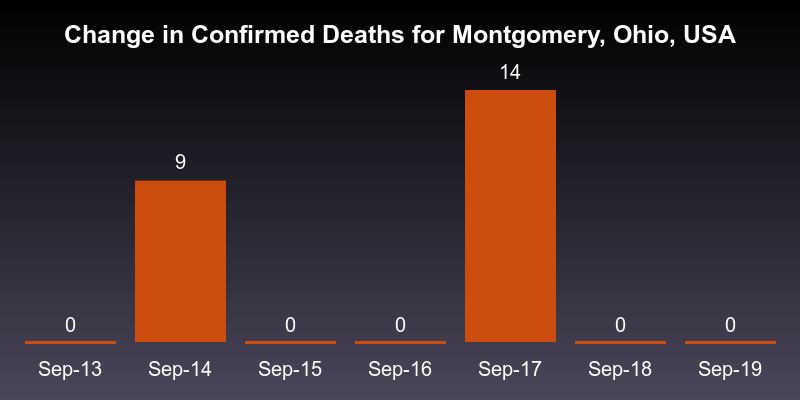 Change in Confirmed Deaths for Montgomery, Ohio, USA
14
9
0 0 0 0 0
Sep-13 Sep-14 Sep-15 Sep-16 Sep-17 Sep-18 Sep-19